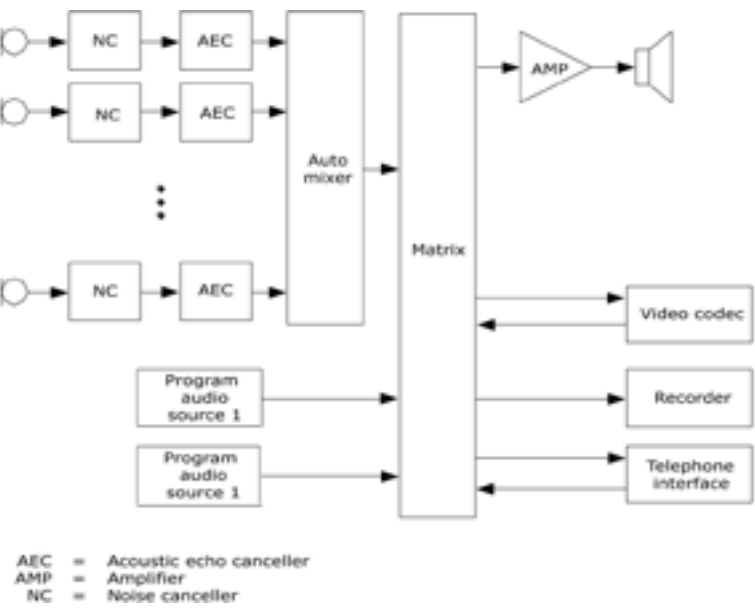 NC
AEC
AMP
NC
AEC
Auto
mixer
Matrix
NC
AEC
Video codec
Program
audio
source 1
Recorder
Program
audio
source 1
Telephone
interface
AEC = Acoustic echo canceller
AMP = Amplifier
NC = Noise canceller